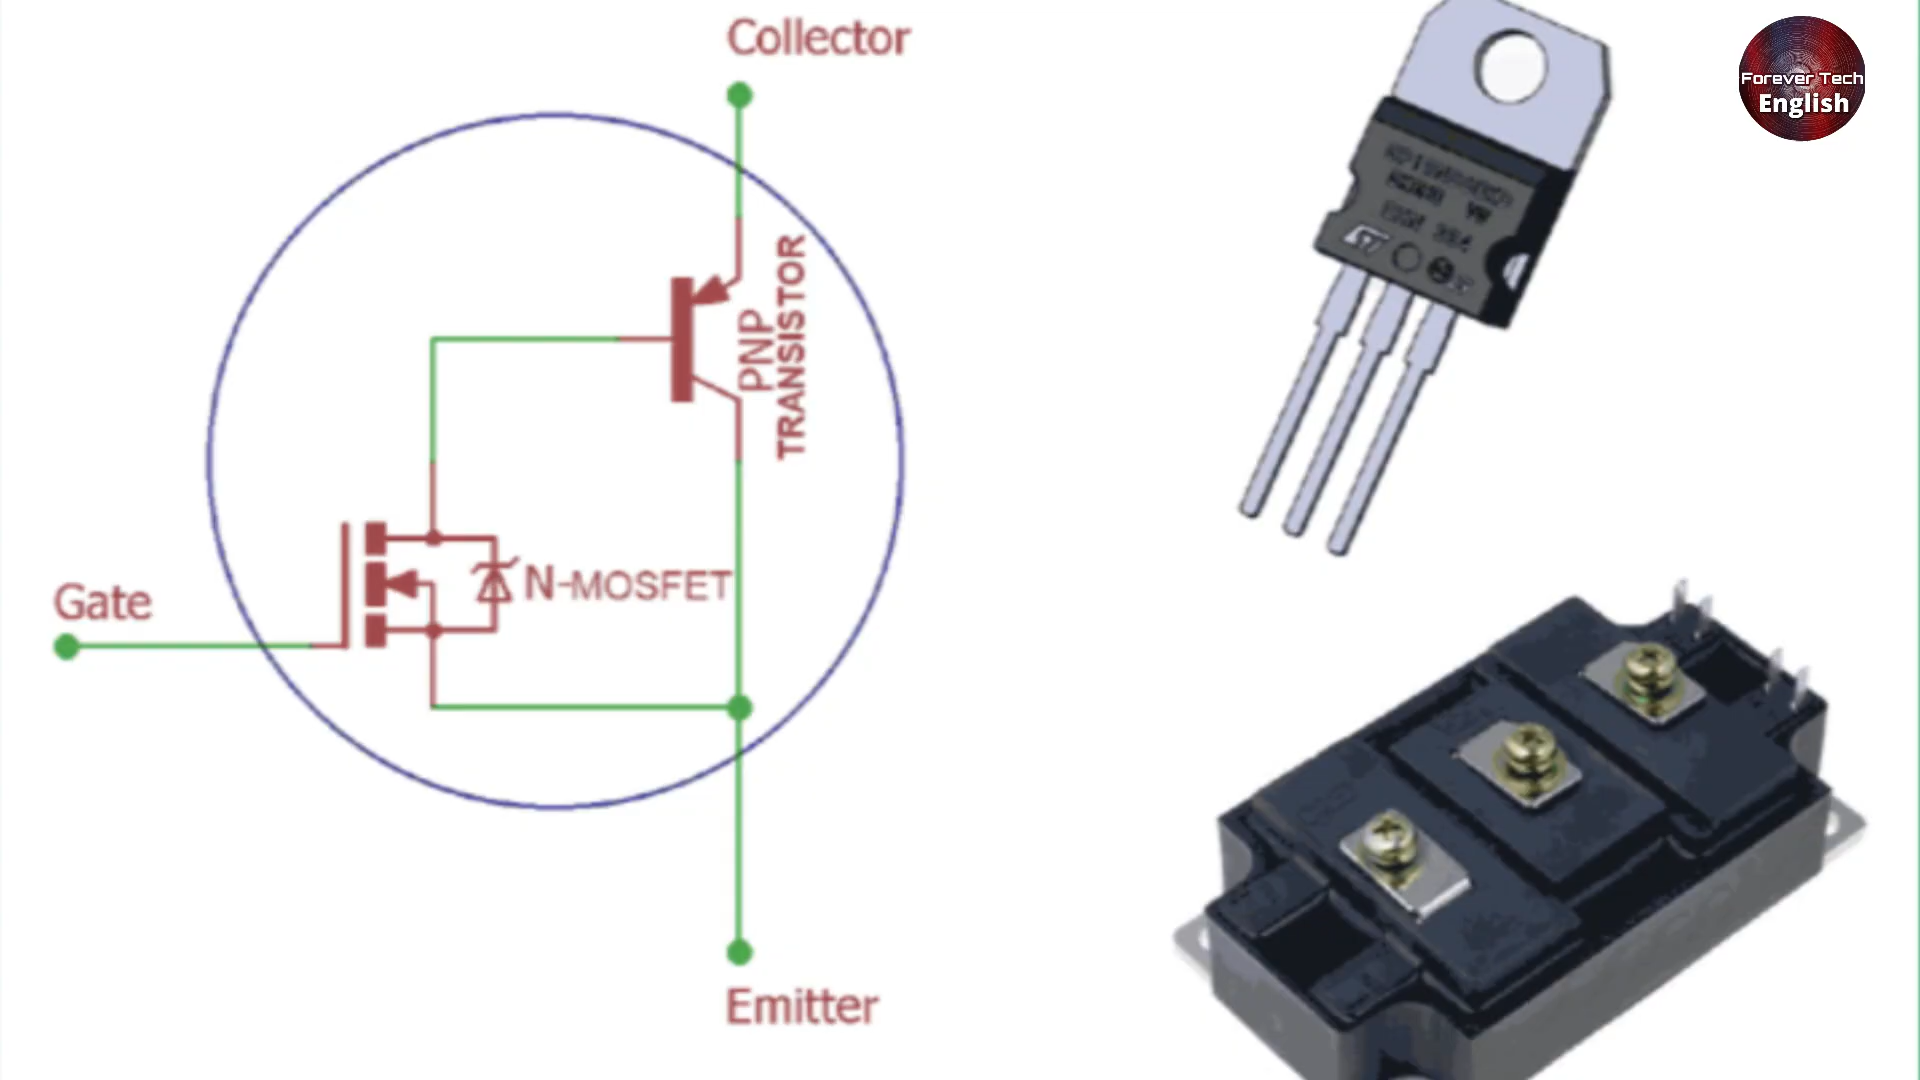 Collector
Forever Tech
English
PNP
TRANSISTOR
Gate
N-MOSFET
Emitter